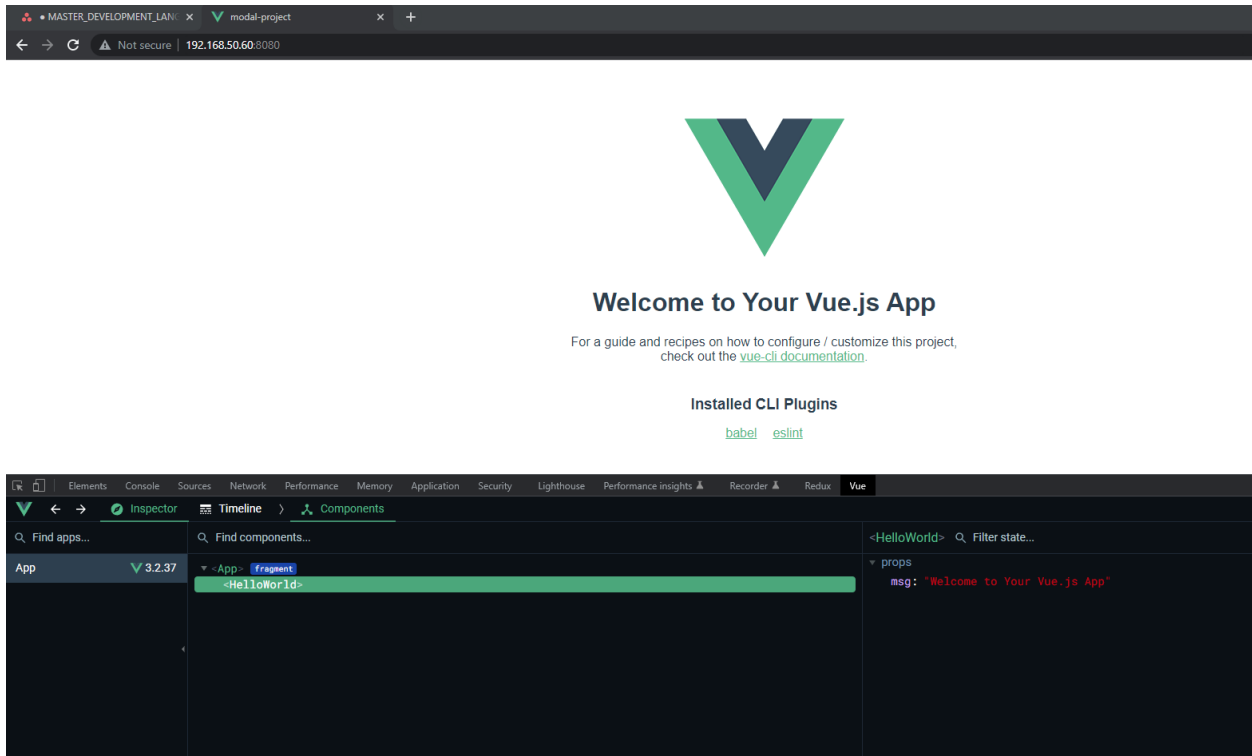 ● MASTER_DEVELOPMENT_LANG
modal-project
Not secure | 192.168.50.60:8080
Welcome to Your Vue.js App
For a guide and recipes on how to configure / customize this project,
check out the vue-cli documentation.
Installed CLI Plugins
babel eslint
Elements Console Sources Network Performance Memory Application Security Lighthouse Performance insights Recorder Redux Vue
Inspector Timeline Components
Find apps... Find components... <HelloWorld> Filter state...
App 3.2.37 <App> fragment props
<HelloWorld> msg: "Welcome to Your Vue.js App"